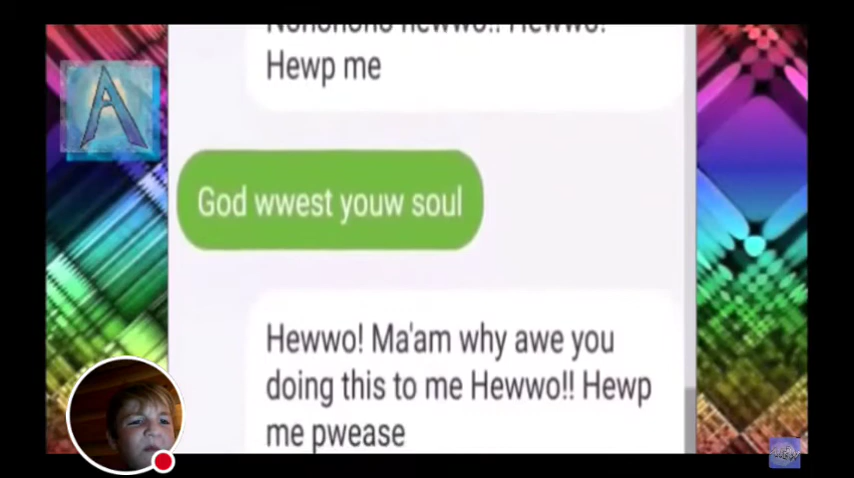 Hewp me
God wwest youw soul
Hewwo! Ma'am why awe you
doing this to me Hewwo!! Hewp
me pwease
A